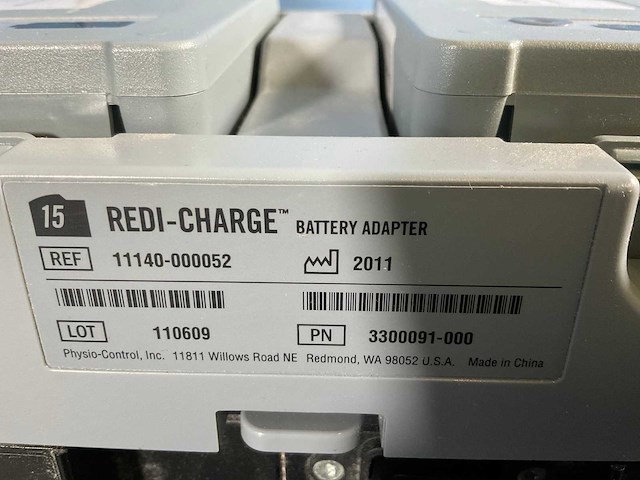 15 REDI-CHARGE™ BATTERY ADAPTER
REF 11140-000052 2011
LOT 110609 PN 3300091-000
Physio-Control, Inc. 11811 Willows Road NE Redmond, WA 98052 U.S.A. Made in China